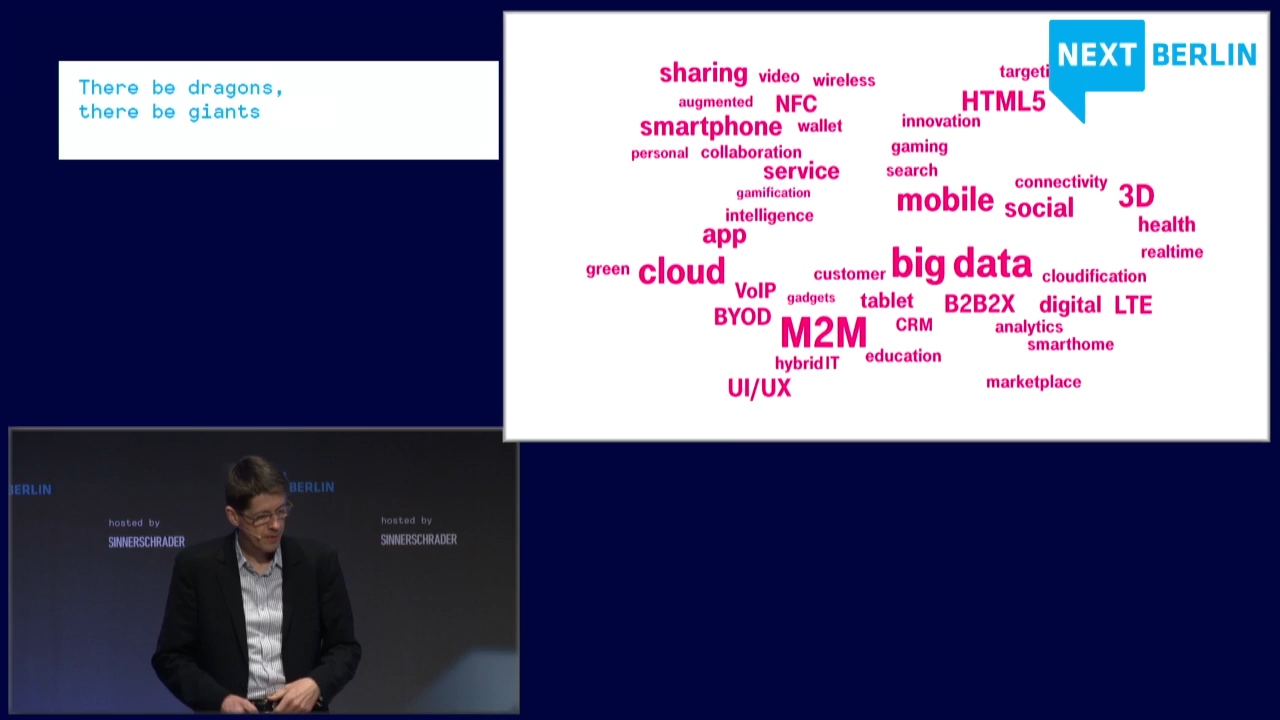 There be dragons,
there be giants
NEXT BERLIN
sharing video wireless targeti
augmented NFC HTML5
smartphone wallet innovation
personal collaboration gaming
service search
gamification mobile connectivity 3D
intelligence social health
app realtime
green cloud customer big data cloudification
VoIP gadgets tablet B2B2X digital LTE
BYOD M2M CRM analytics
smarthome
hybrid IT education
UI/UX marketplace
BERLIN BERLIN
hosted by hosted by
SINNERSCHRADER SINNERSCHRADER